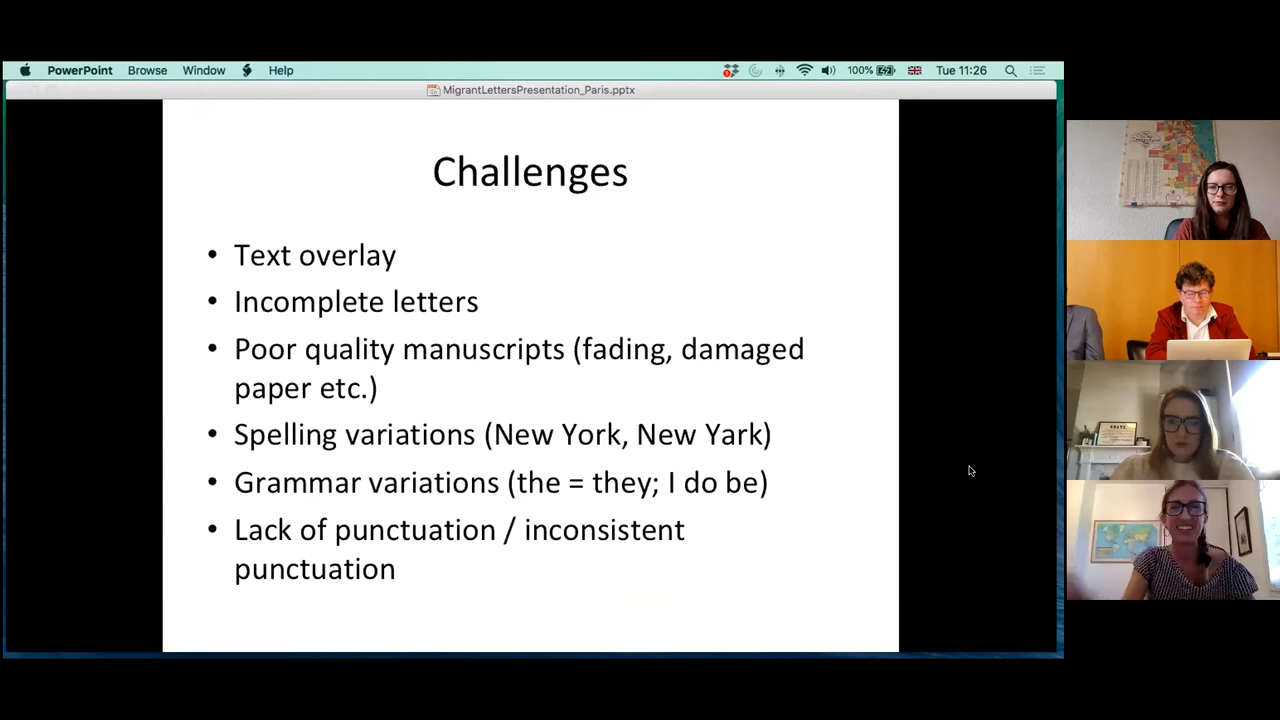 PowerPoint Browse Window Help 100% Tue 11:26
MigrantLettersPresentation_Paris.pptx
Challenges
• Text overlay
• Incomplete letters
• Poor quality manuscripts (fading, damaged
paper etc.)
• Spelling variations (New York, New Yark)
• Grammar variations (the = they; I do be)
• Lack of punctuation / inconsistent
punctuation